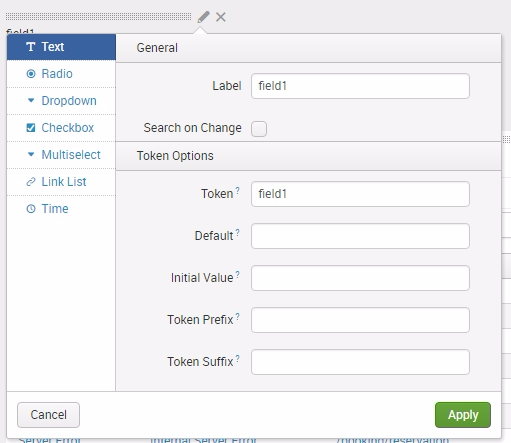 field1
Text
Radio
Dropdown
Checkbox
Multiselect
Link List
Time
General
Label field1
Search on Change
Token Options
Token ? field1
Default ?
Initial Value ?
Token Prefix ?
Token Suffix ?
Cancel
Apply
Server Error Internal Server Error /booking/reservation